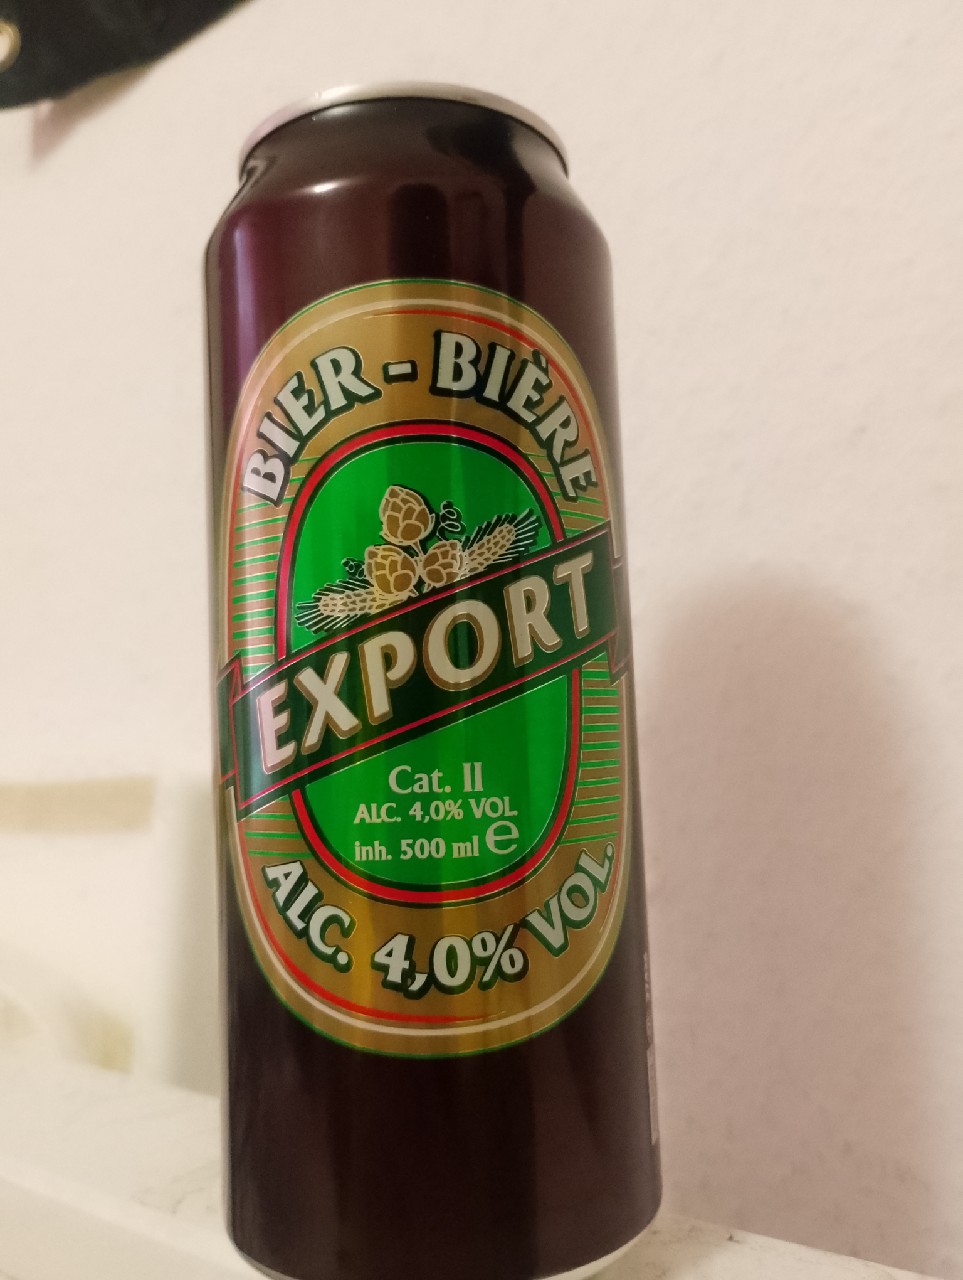 BIER - BIÈRE
EXPORT
Cat. II
ALC. 4,0% VOL
inh. 500 ml e
ALC. 4,0% VOL.